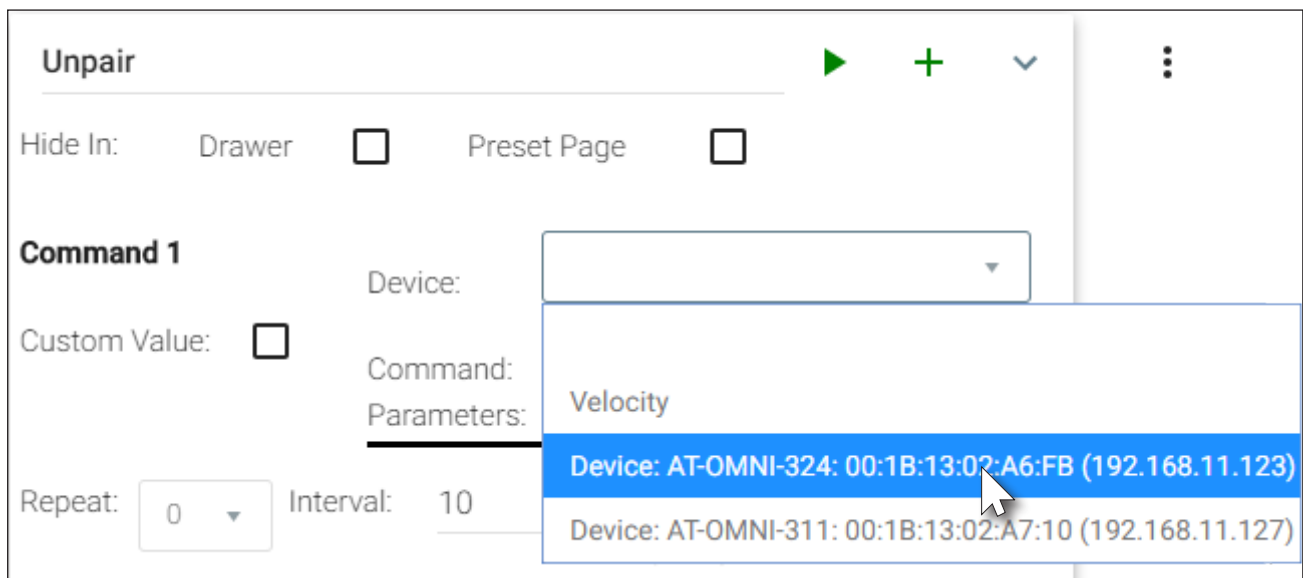 Unpair
Hide In: Drawer Preset Page
Command 1
Device:
Custom Value:
Command:
Parameters:
Velocity
Device: AT-OMNI-324: 00:1B:13:02:A6:FB (192.168.11.123)
Device: AT-OMNI-311: 00:1B:13:02:A7:10 (192.168.11.127)
Repeat: 0 Interval: 10